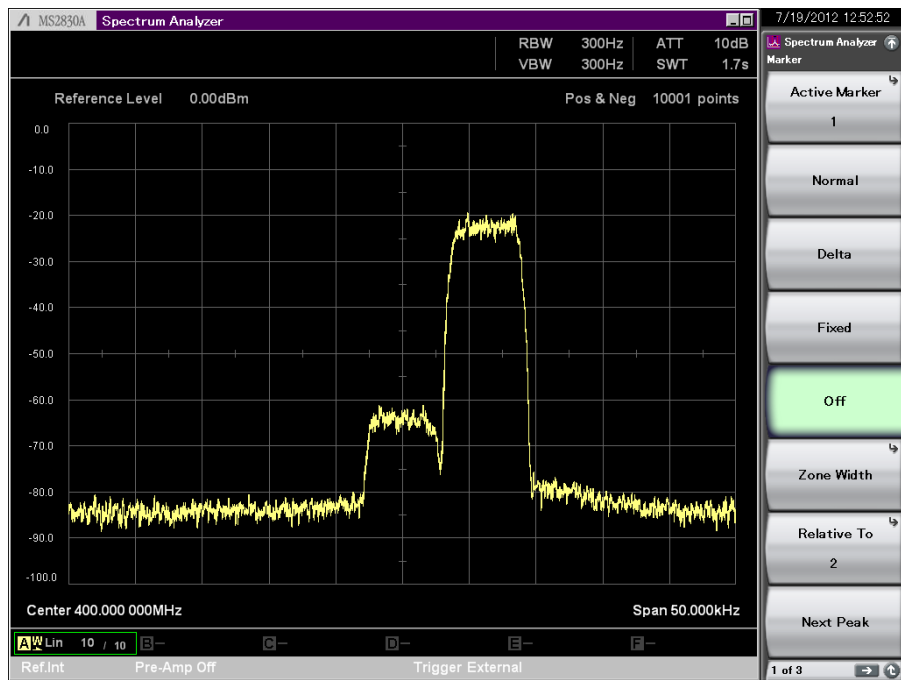 MS2830A Spectrum Analyzer
7/19/2012 12:52:52
RBW 300Hz ATT 10dB
VBW 300Hz SWT 1.7s
Reference Level 0.00dBm Pos & Neg 10001 points
0.0
-10.0
-20.0
-30.0
-40.0
-50.0
-60.0
-70.0
-80.0
-90.0
-100.0
Center 400.000 000MHz Span 50.000kHz
A W Lin 10 / 10 B- C- D- E- F-
Ref.Int Pre-Amp Off Trigger External
Spectrum Analyzer
Marker
Active Marker
1
Normal
Delta
Fixed
Off
Zone Width
Relative To
2
Next Peak
1 of 3